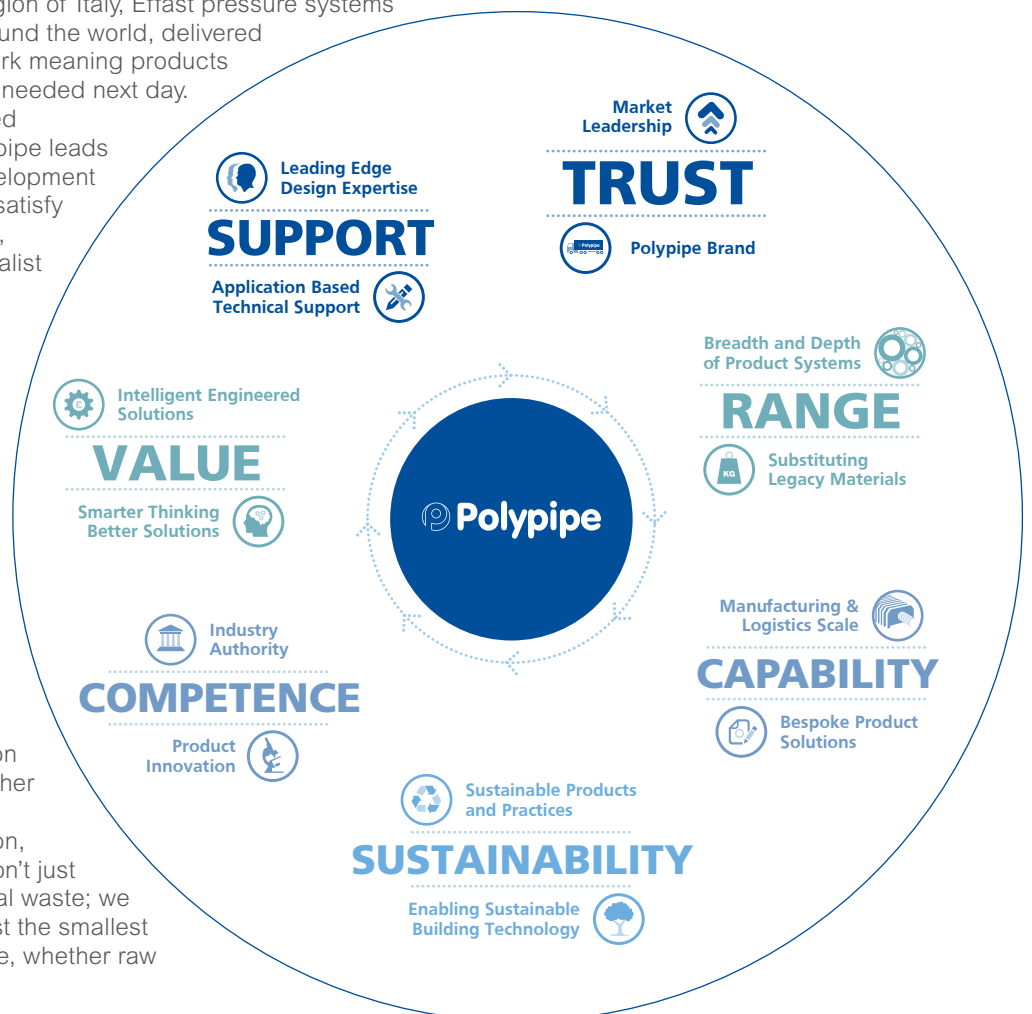 gion of Italy, Effast pressure systems
und the world, delivered
rk meaning products
needed next day.
ed
pipe leads
elopment
satisfy
,
alist
Market
Leadership
TRUST
Polypipe
Polypipe Brand
Leading Edge
Design Expertise
SUPPORT
Application Based
Technical Support
Breadth and Depth
of Product Systems
RANGE
KG
Substituting
Legacy Materials
£
Intelligent Engineered
Solutions
VALUE
Smarter Thinking
Better Solutions
Polypipe
Manufacturing &
Logistics Scale
CAPABILITY
Bespoke Product
Solutions
Industry
Authority
COMPETENCE
Product
Innovation
Sustainable Products
and Practices
SUSTAINABILITY
Enabling Sustainable
Building Technology
on
her
on,
on't just
al waste; we
st the smallest
e, whether raw